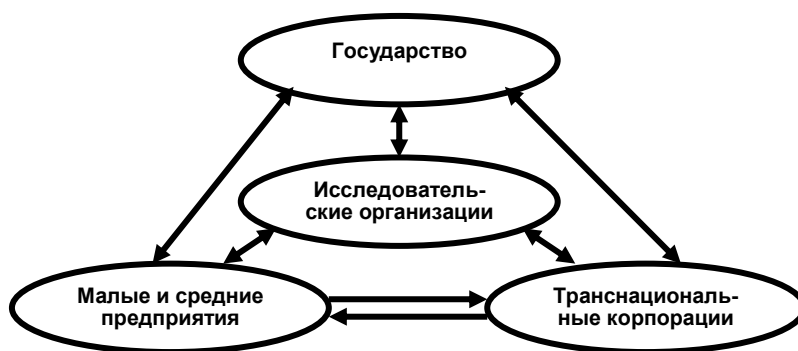 Государство
Исследователь-
ские организации
Малые и средние
предприятия
Транснациональ-
ные корпорации